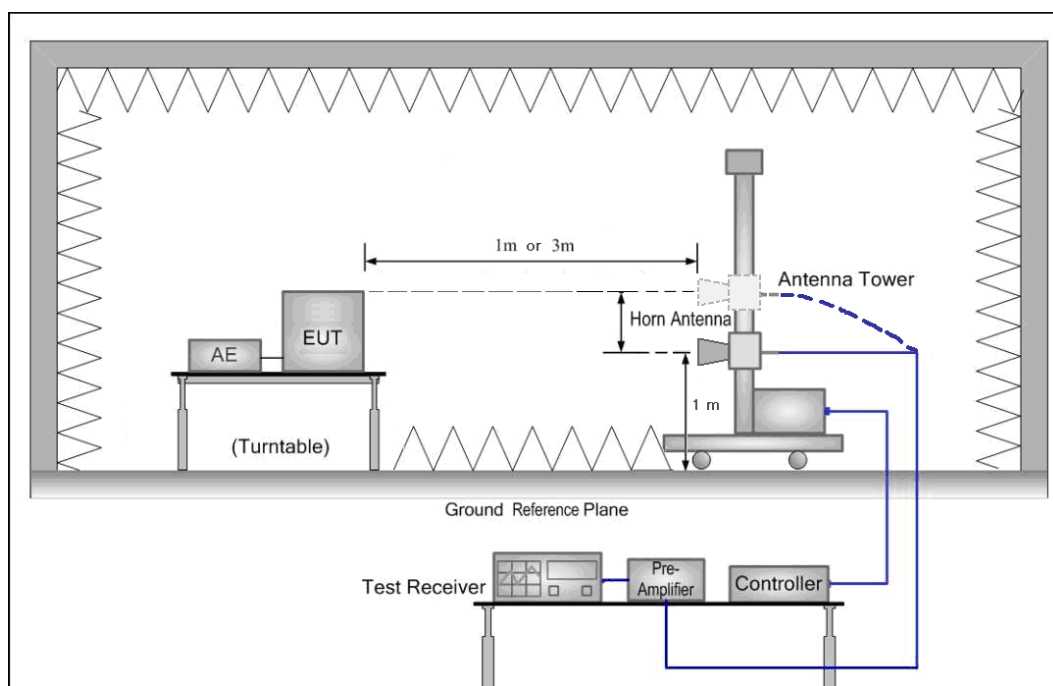 1m or 3m
Antenna Tower
Horn Antenna
EUT
AE
1 m
(Turntable)
Ground Reference Plane
Test Receiver
Pre-
Amplifier
Controller